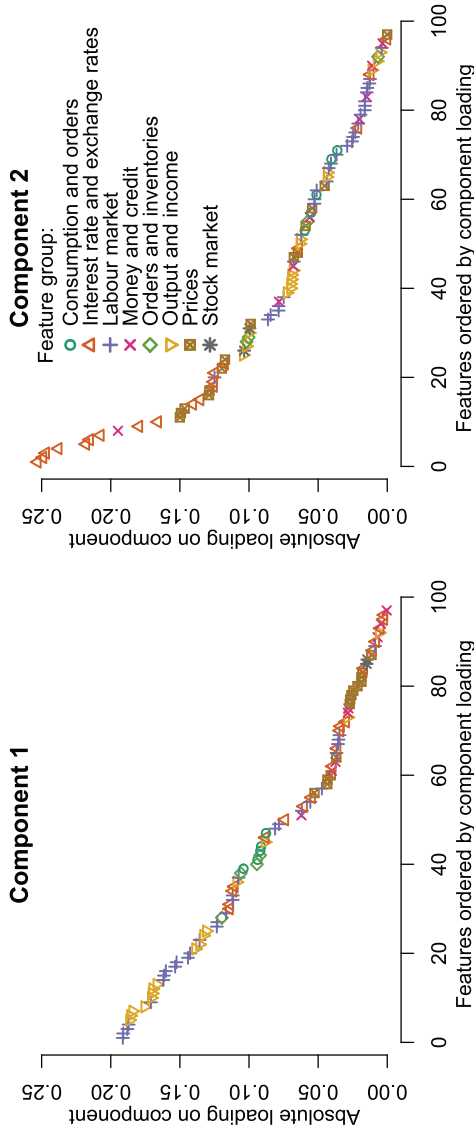 Component 1
Absolute loading on component
0.00 0.05 0.10 0.15 0.20 0.25
0 20 40 60 80 100
Features ordered by component loading
Component 2
Feature group:
Consumption and orders
Interest rate and exchange rates
Labour market
Money and credit
Orders and inventories
Output and income
Prices
Stock market
Absolute loading on component
0.00 0.05 0.10 0.15 0.20 0.25
0 20 40 60 80 100
Features ordered by component loading